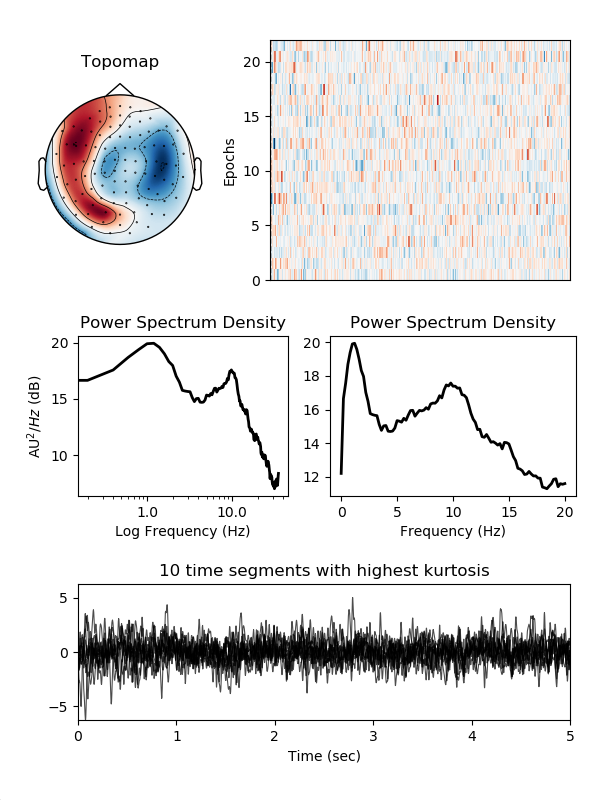 Topomap
Epochs
20
15
10
5
0
Power Spectrum Density
AU²/Hz (dB)
20
15
10
1.0 10.0
Log Frequency (Hz)
Power Spectrum Density
20
18
16
14
12
0 5 10 15 20
Frequency (Hz)
10 time segments with highest kurtosis
5
0
−5
0 1 2 3 4 5
Time (sec)